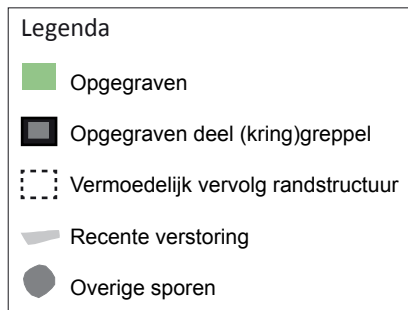 Legenda
Opgegraven
Opgegraven deel (kring)greppel
Vermoedelijk vervolg randstructuur
Recente verstoring
Overige sporen